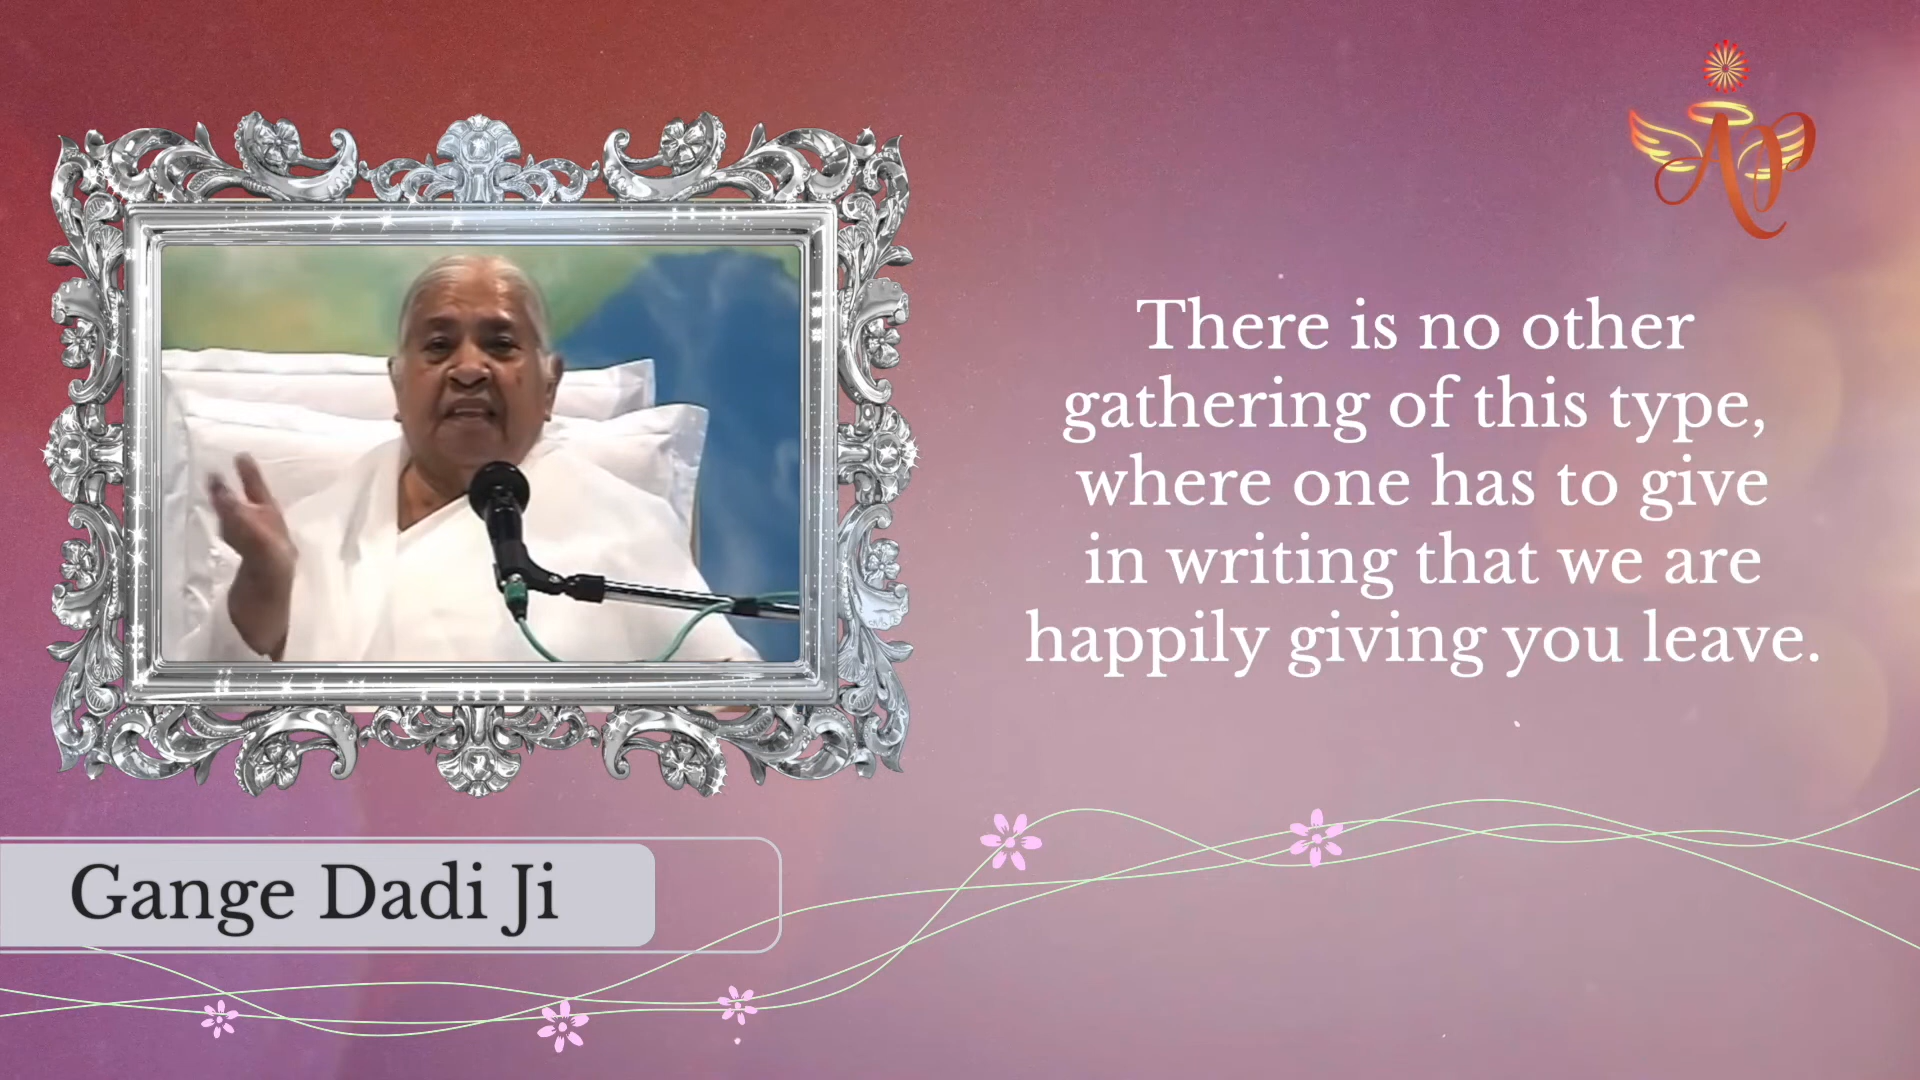 AP
There is no other
gathering of this type,
where one has to give
in writing that we are
happily giving you leave.
Gange Dadi Ji